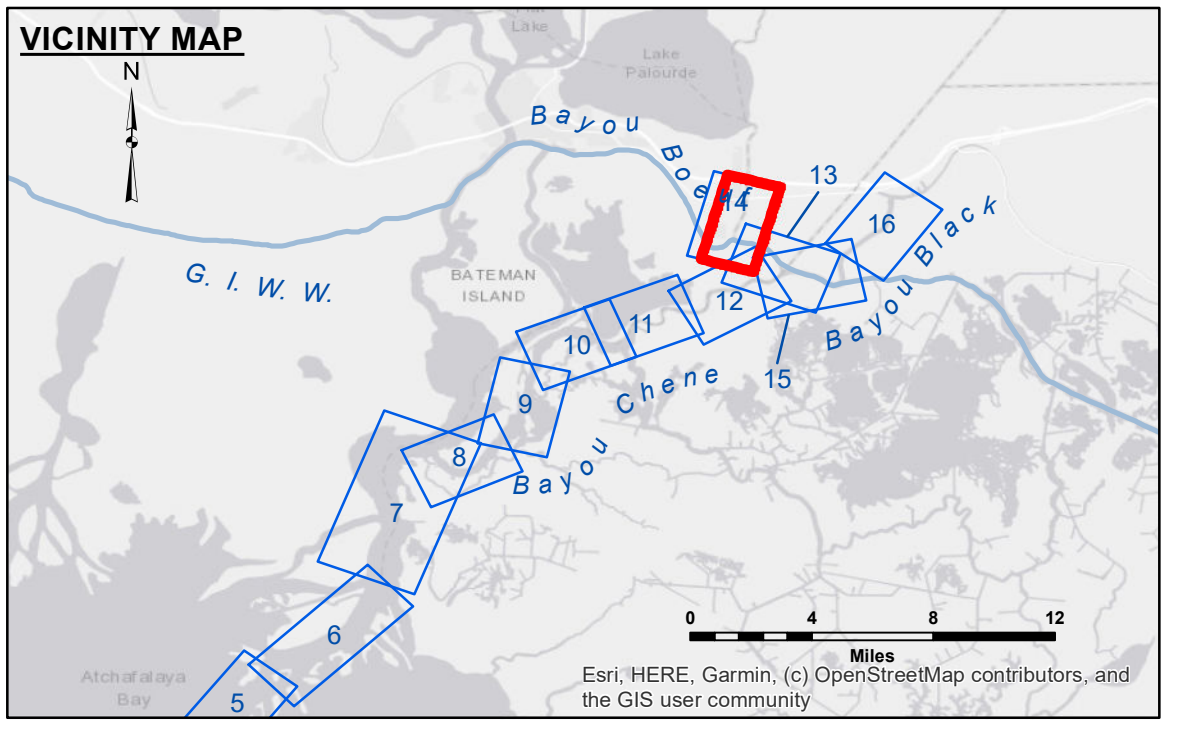 VICINITY MAP
N
Lake
Lake
Palourde
Bayou
Boeuf
13
14
16
Bayou Black
G. I. W. W.
BATEMAN
ISLAND
12
11
10
15
Chene
9
Bayou
8
7
6
5
Atchafalaya
Bay
0 4 8 12
Miles
Esri, HERE, Garmin, (c) OpenStreetMap contributors, and
the GIS user community